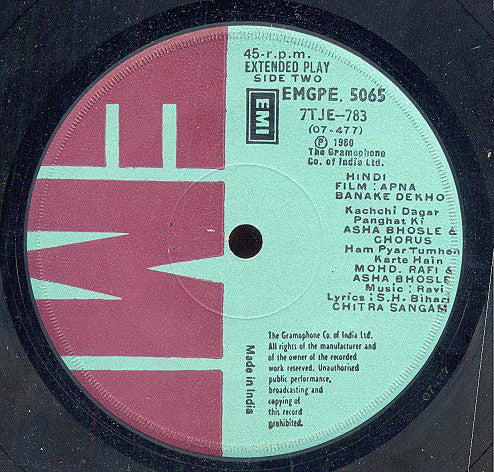 45-r.p.m.
EXTENDED PLAY
SIDE TWO
EMI
EMGPE. 5065
7TJE-783
(07-477)
Ⓟ 1980
The Gramophone
Co. of India Ltd.
HINDI
FILM : APNA
BANAKE DEKHO
Kachchi Dagar
Panghat Ki
ASHA BHOSLE &
CHORUS
Ham Pyar Tumhen
Karte Hain
MOHD. RAFI &
ASHA BHOSLE
Music : Ravi
Lyrics : S.H. Bihari
CHITRA SANGAM
The Gramophone Co. of India Ltd.
All rights of the manufacturer and
of the owner of the recorded
work reserved. Unauthorised
public performance,
broadcasting and
copying of
this record
prohibited.
Made in India
EMI